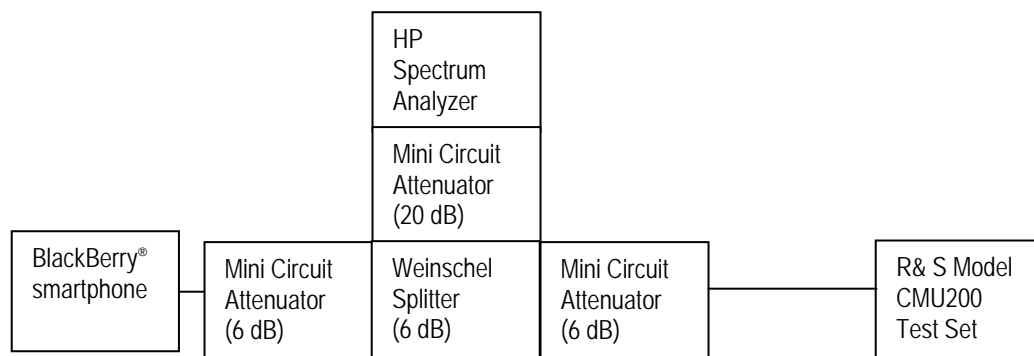 HP
Spectrum
Analyzer
Mini Circuit
Attenuator
(20 dB)
BlackBerry®
smartphone
Mini Circuit
Attenuator
(6 dB)
Weinschel
Splitter
(6 dB)
Mini Circuit
Attenuator
(6 dB)
R& S Model
CMU200
Test Set